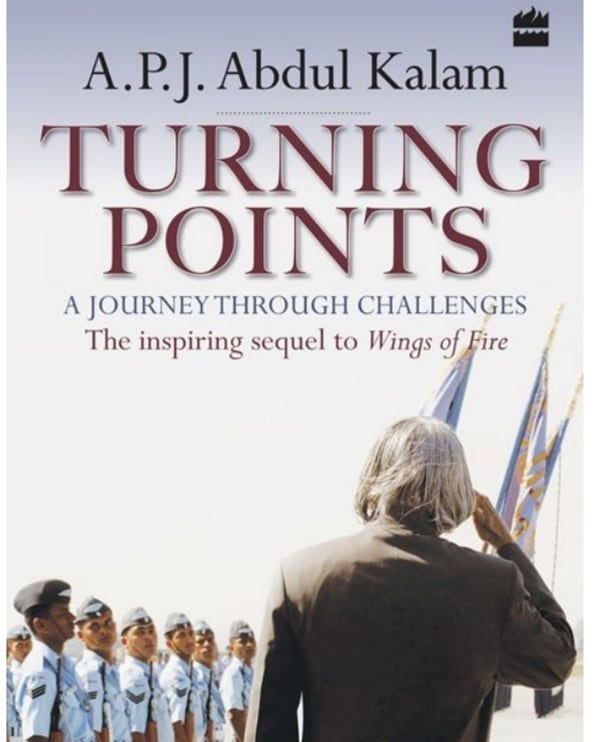 A.P.J. Abdul Kalam
TURNING
POINTS
A JOURNEY THROUGH CHALLENGES
The inspiring sequel to Wings of Fire